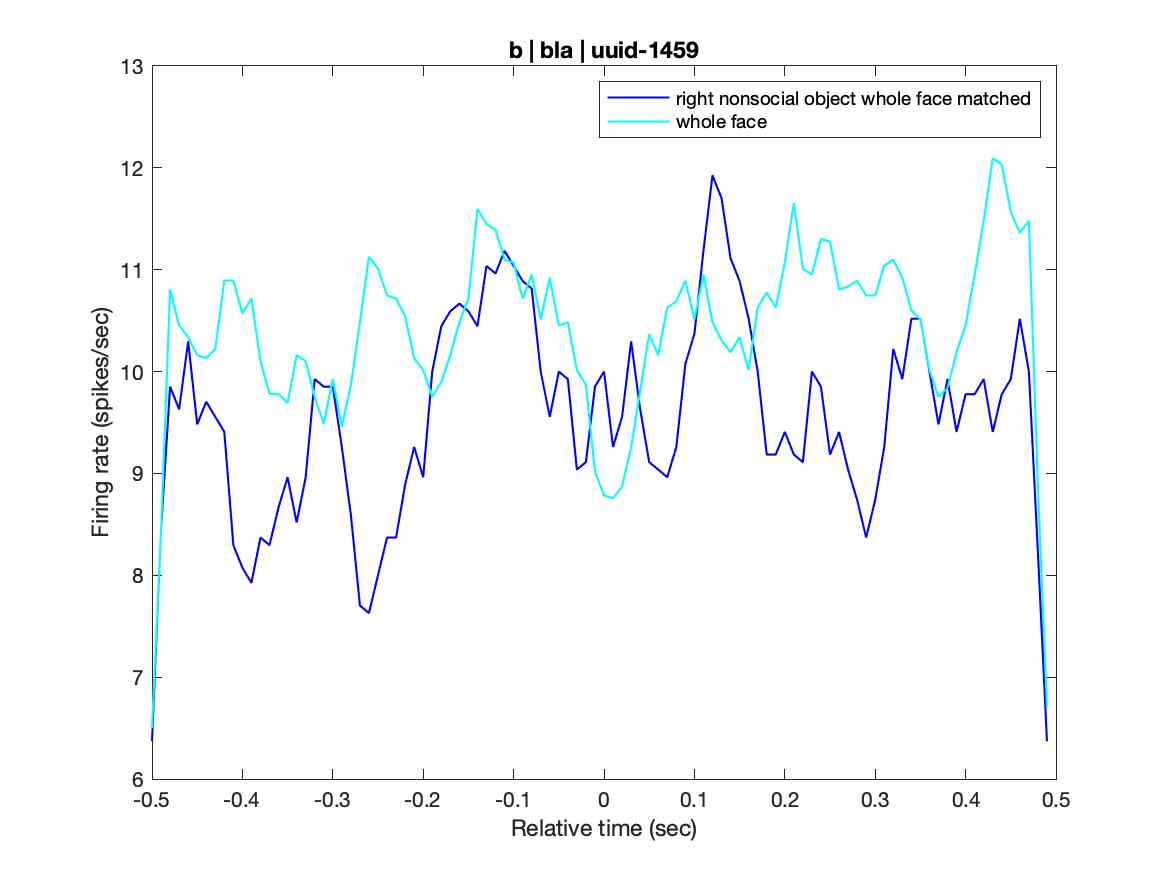 b | bla | uuid-1459
13
right nonsocial object whole face matched
whole face
12
11
10
9
8
7
6
Firing rate (spikes/sec)
-0.5 -0.4 -0.3 -0.2 -0.1 0 0.1 0.2 0.3 0.4 0.5
Relative time (sec)